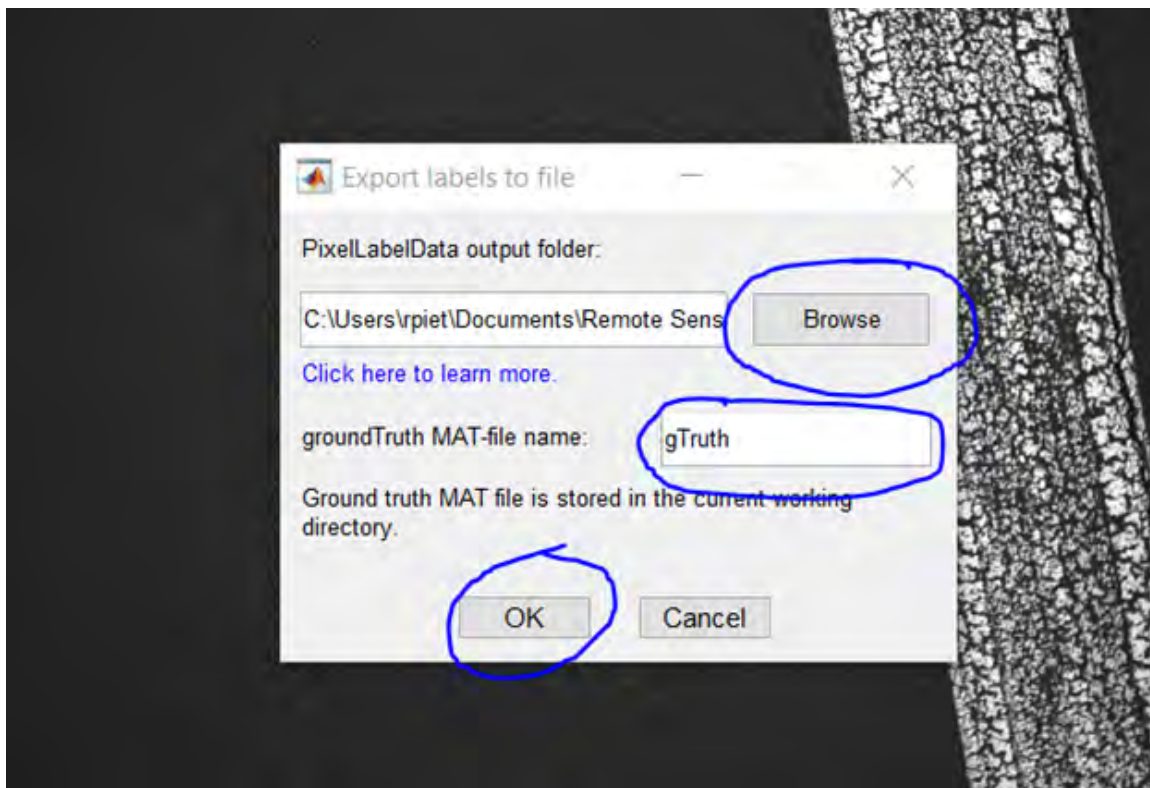 Export labels to file
PixelLabelData output folder:
C:\Users\rpiet\Documents\Remote Sens
Browse
Click here to learn more.
groundTruth MAT-file name:
gTruth
Ground truth MAT file is stored in the current working
directory.
OK
Cancel